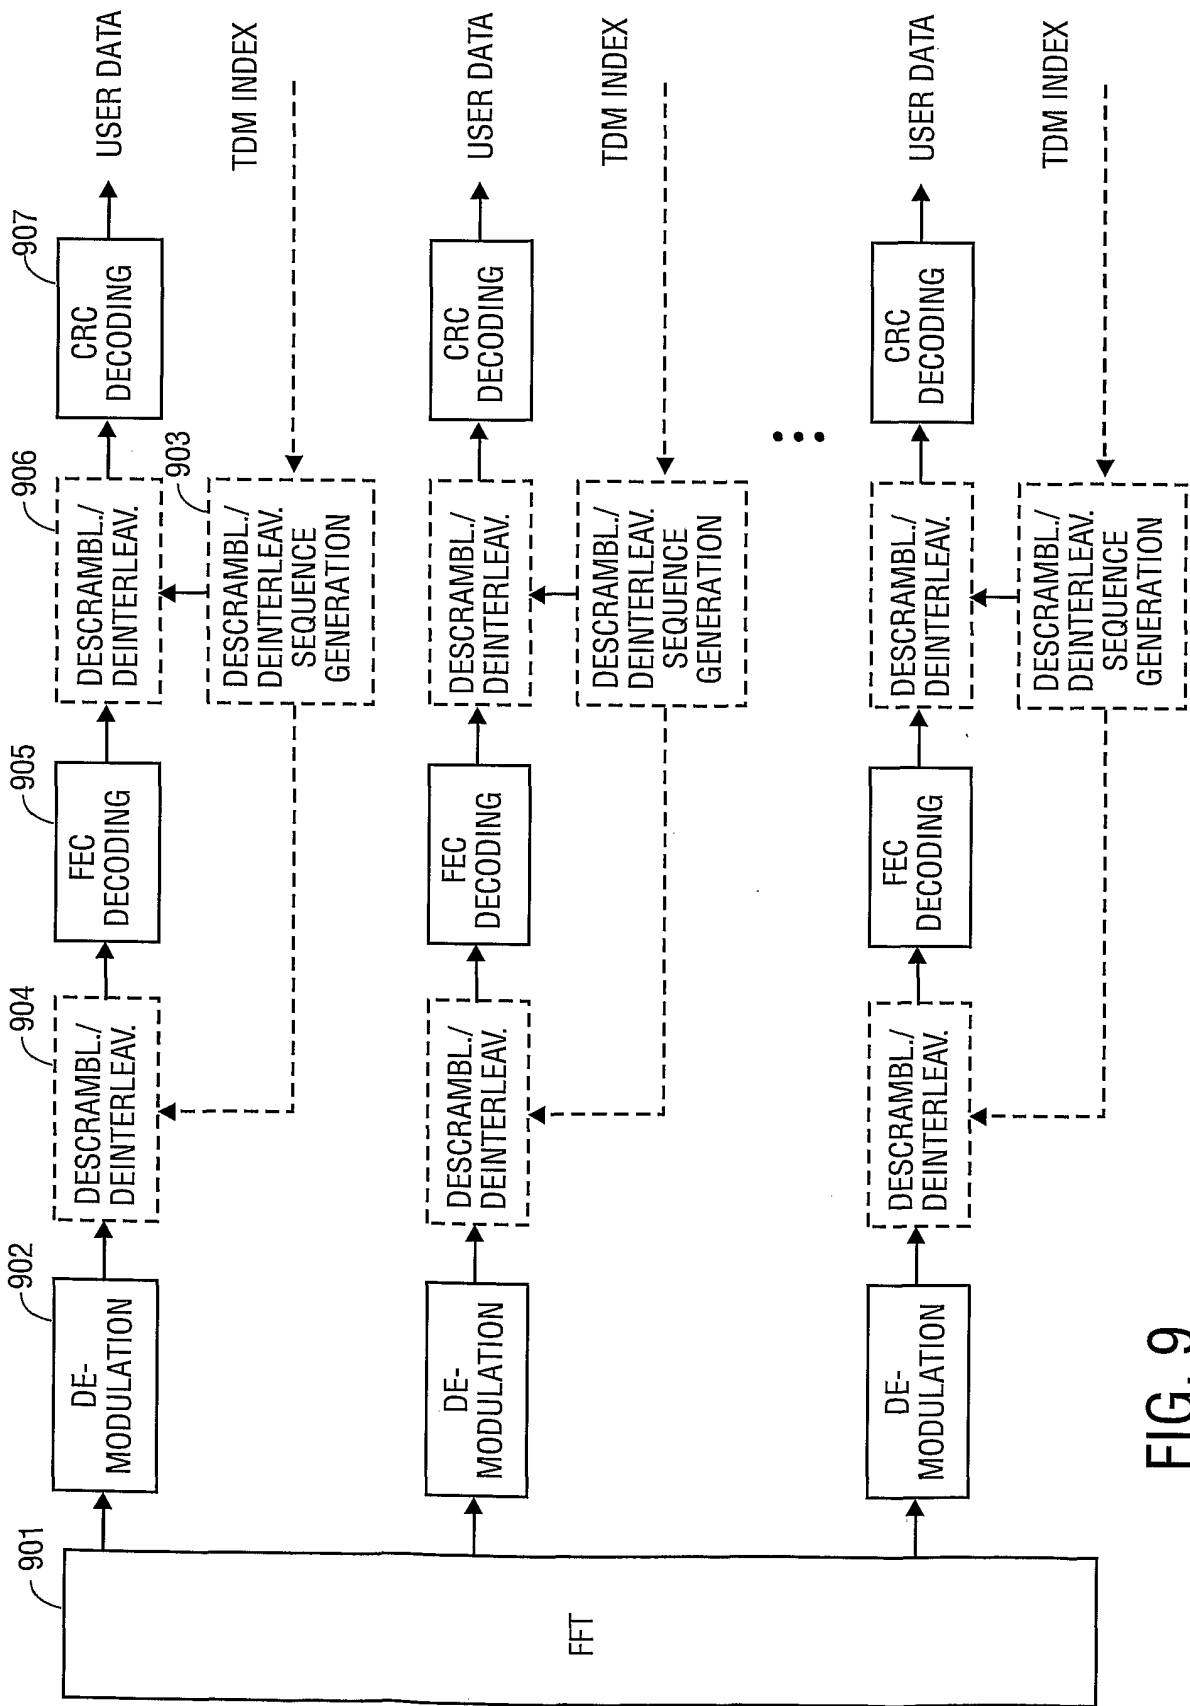 901
FFT
902
DE-
MODULATION
904
DESCRAMBL./
DEINTERLEAV.
905
FEC
DECODING
906
DESCRAMBL./
DEINTERLEAV.
903
DESCRAMBL./
DEINTERLEAV.
SEQUENCE
GENERATION
907
CRC
DECODING
USER DATA
TDM INDEX
DE-
MODULATION
DESCRAMBL./
DEINTERLEAV.
FEC
DECODING
DESCRAMBL./
DEINTERLEAV.
DESCRAMBL./
DEINTERLEAV.
SEQUENCE
GENERATION
CRC
DECODING
USER DATA
TDM INDEX
DE-
MODULATION
DESCRAMBL./
DEINTERLEAV.
FEC
DECODING
DESCRAMBL./
DEINTERLEAV.
DESCRAMBL./
DEINTERLEAV.
SEQUENCE
GENERATION
CRC
DECODING
USER DATA
TDM INDEX
FIG. 9